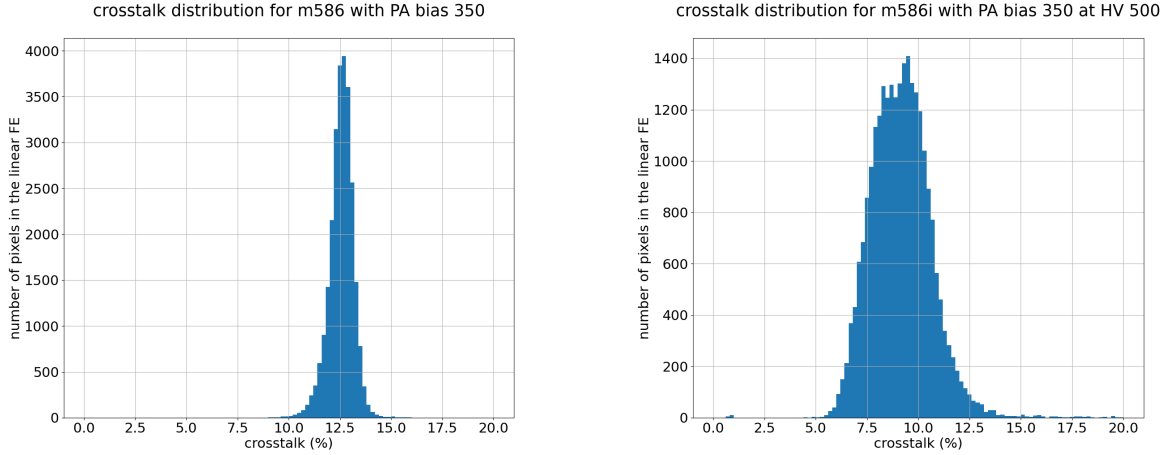 crosstalk distribution for m586 with PA bias 350
number of pixels in the linear FE
4000
3500
3000
2500
2000
1500
1000
500
0
0.0 2.5 5.0 7.5 10.0 12.5 15.0 17.5 20.0
crosstalk (%)
crosstalk distribution for m586i with PA bias 350 at HV 500
number of pixels in the linear FE
1400
1200
1000
800
600
400
200
0
0.0 2.5 5.0 7.5 10.0 12.5 15.0 17.5 20.0
crosstalk (%)